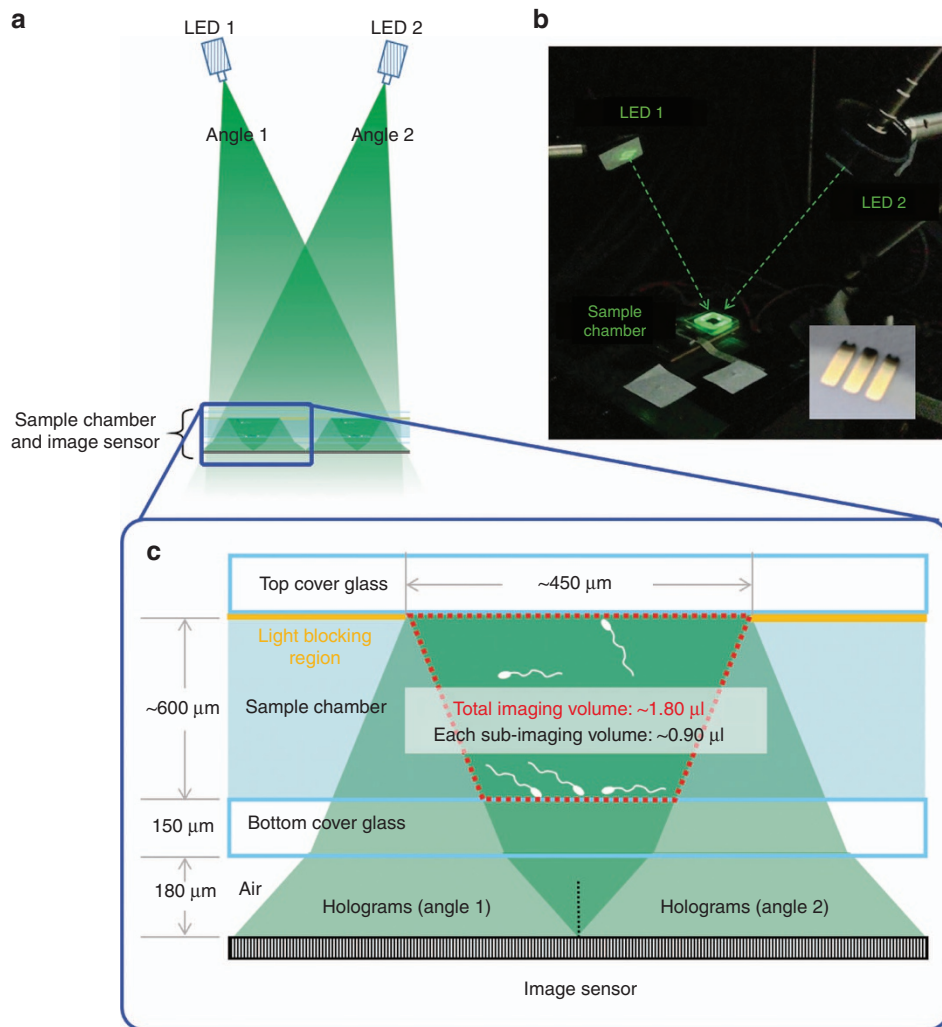 a
LED 1
LED 2
Angle 1
Angle 2
Sample chamber
and image sensor
b
LED 1
LED 2
Sample
chamber
c
Top cover glass
~450 μm
Light blocking
region
~600 μm
Sample chamber
Total imaging volume: ~1.80 μl
Each sub-imaging volume: ~0.90 μl
150 μm
Bottom cover glass
180 μm
Air
Holograms (angle 1)
Holograms (angle 2)
Image sensor